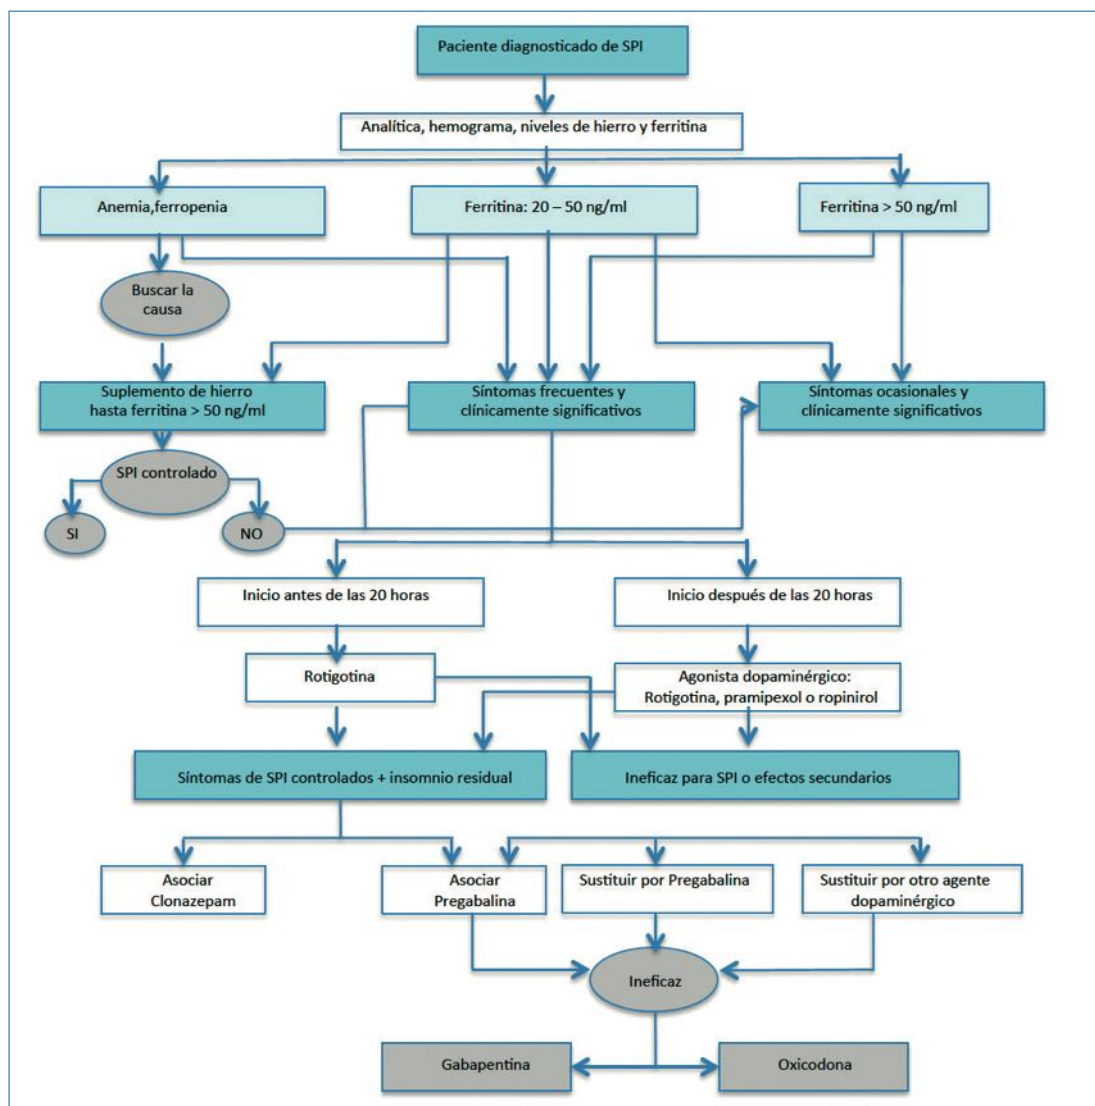 Paciente diagnosticado de SPI
Analítica, hemograma, niveles de hierro y ferritina
Anemia,ferropenia
Ferritina: 20 – 50 ng/ml
Ferritina > 50 ng/ml
Buscar la
causa
Suplemento de hierro
hasta ferritina > 50 ng/ml
Síntomas frecuentes y
clínicamente significativos
Síntomas ocasionales y
clínicamente significativos
SPI controlado
SI
NO
Inicio antes de las 20 horas
Inicio después de las 20 horas
Rotigotina
Agonista dopaminérgico:
Rotigotina, pramipexol o ropinirol
Síntomas de SPI controlados + insomnio residual
Ineficaz para SPI o efectos secundarios
Asociar
Clonazepam
Asociar
Pregabalina
Sustituir por Pregabalina
Sustituir por otro agente
dopaminérgico
Ineficaz
Gabapentina
Oxicodona